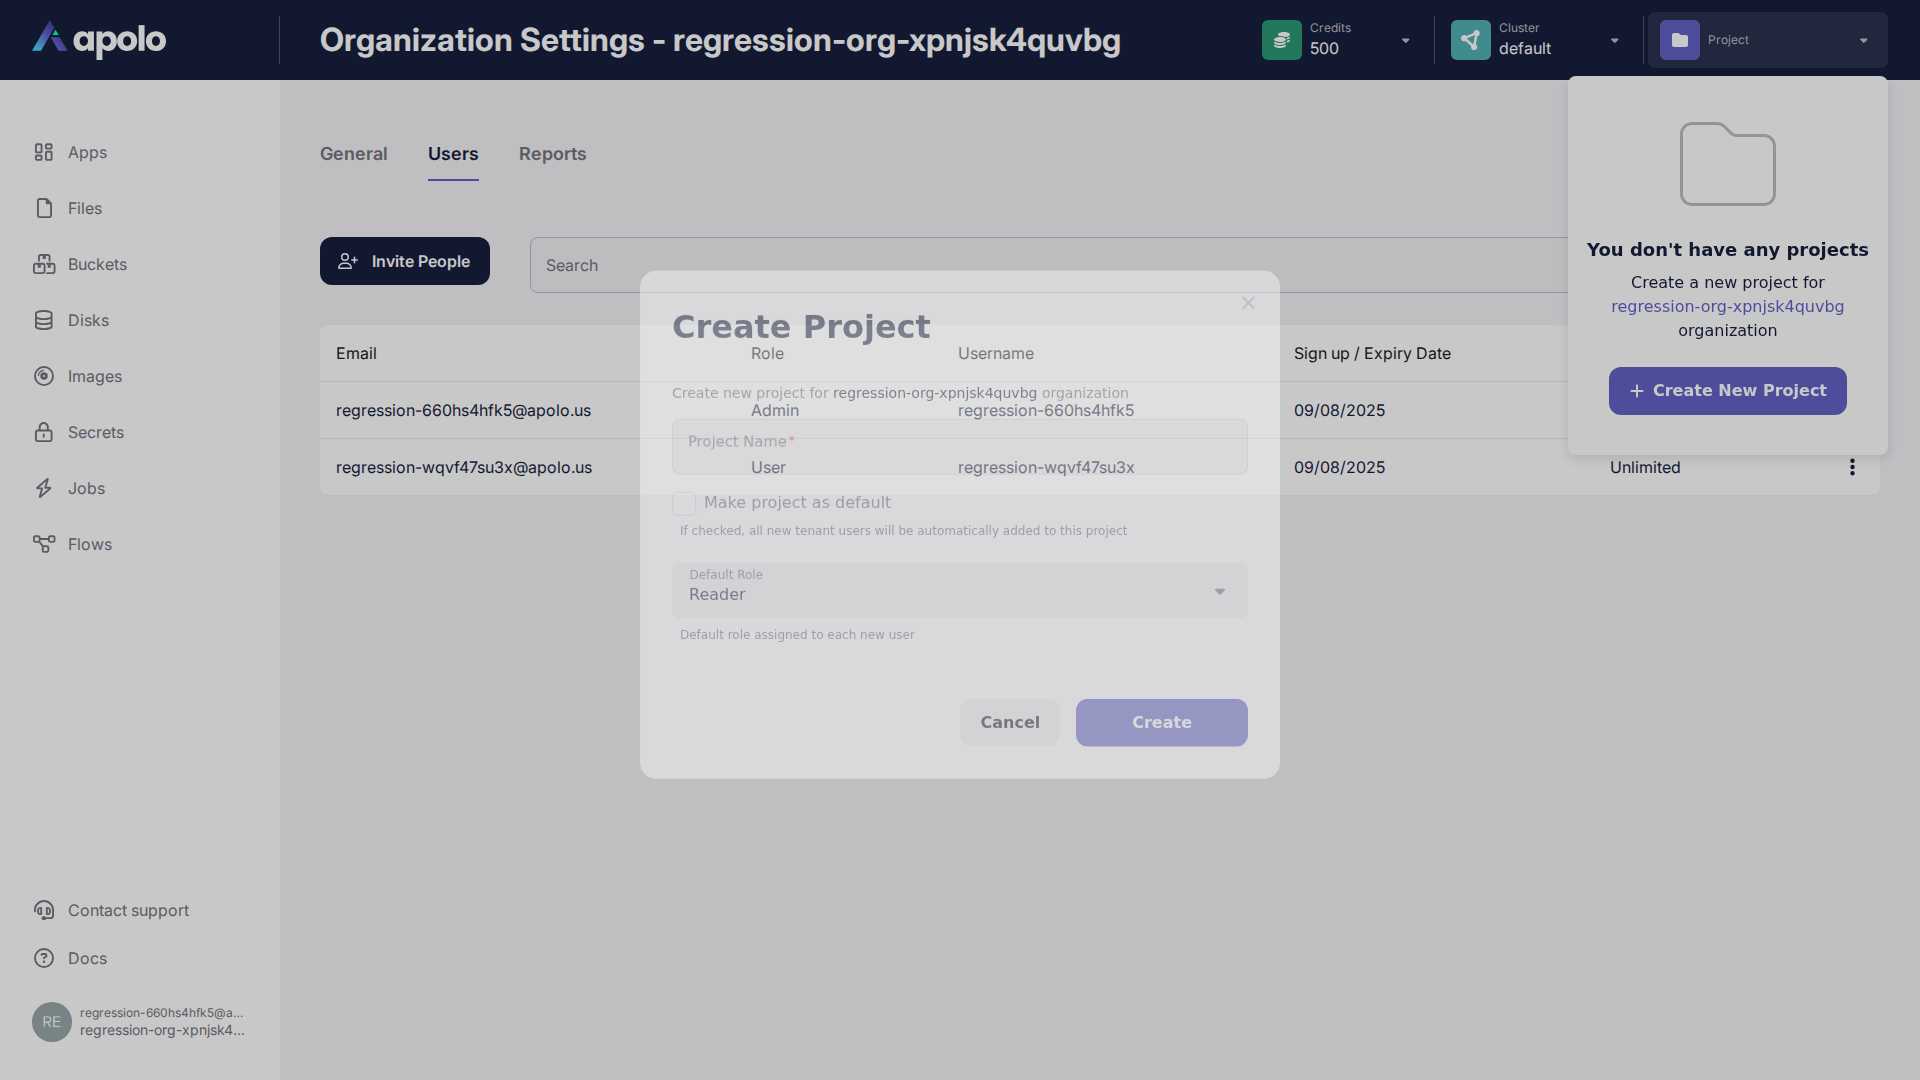 apolo
Organization Settings - regression-org-xpnjsk4quvbg
Credits
500
Cluster
default
Project
Apps
Files
Buckets
Disks
Images
Secrets
Jobs
Flows
Contact support
Docs
RE
regression-660hs4hfk5@a...
regression-org-xpnjsk4...
General
Users
Reports
Invite People
Search
Email
Role
Username
Sign up / Expiry Date
regression-660hs4hfk5@apolo.us
Admin
regression-660hs4hfk5
09/08/2025
regression-wqvf47su3x@apolo.us
User
regression-wqvf47su3x
09/08/2025
Unlimited
You don't have any projects
Create a new project for
regression-org-xpnjsk4quvbg
organization
Create New Project
Create Project
Create new project for regression-org-xpnjsk4quvbg organization
Project Name*
Make project as default
If checked, all new tenant users will be automatically added to this project
Default Role
Reader
Default role assigned to each new user
Cancel
Create